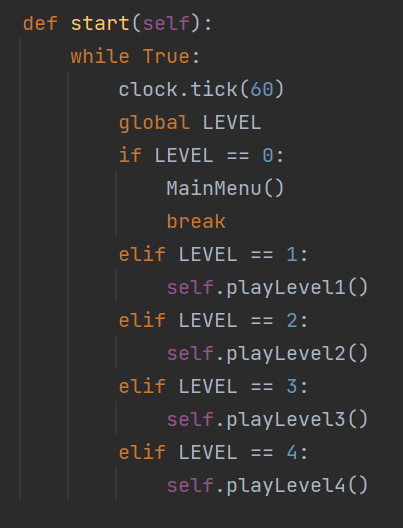 def start(self):
    while True:
        clock.tick(60)
        global LEVEL
        if LEVEL == 0:
            MainMenu()
            break
        elif LEVEL == 1:
            self.playLevel1()
        elif LEVEL == 2:
            self.playLevel2()
        elif LEVEL == 3:
            self.playLevel3()
        elif LEVEL == 4:
            self.playLevel4()